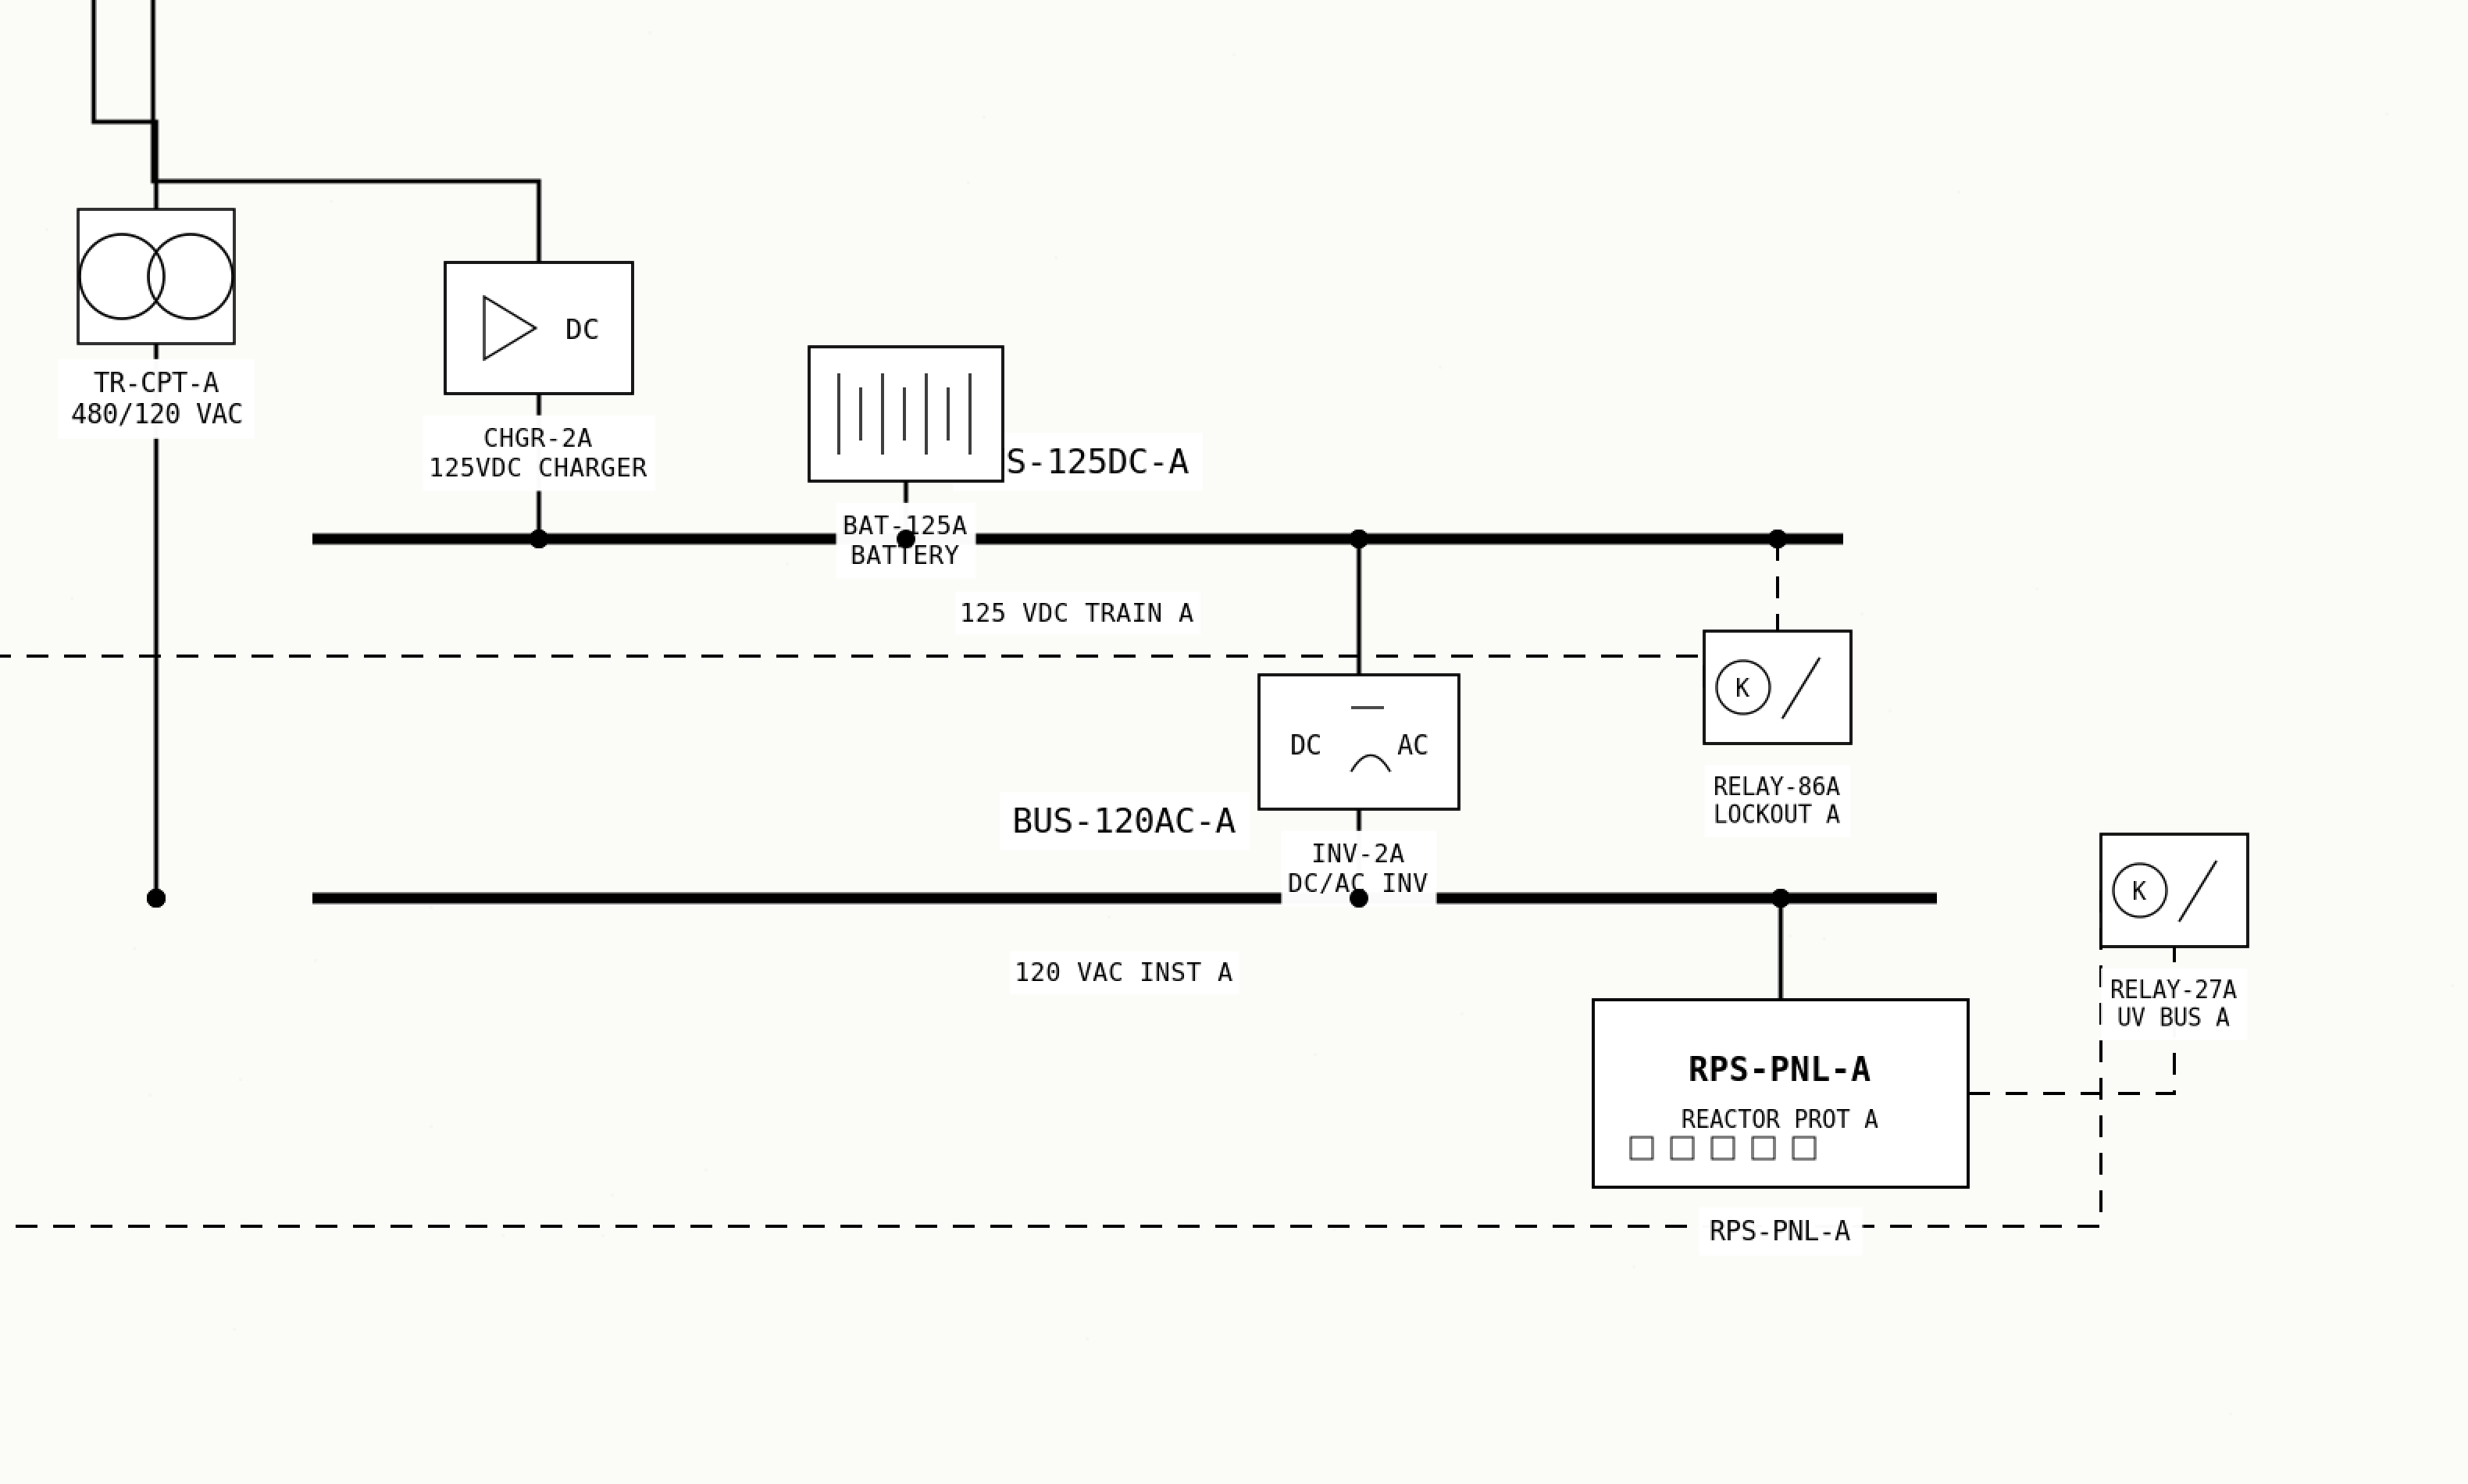 DC
TR-CPT-A
480/120 VAC
CHGR-2A
125VDC CHARGER
S-125DC-A
BAT-125A
BATTERY
125 VDC TRAIN A
K
DC AC
RELAY-86A
LOCKOUT A
BUS-120AC-A
INV-2A
DC/AC INV
K
120 VAC INST A
RELAY-27A
UV BUS A
RPS-PNL-A
REACTOR PROT A
RPS-PNL-A